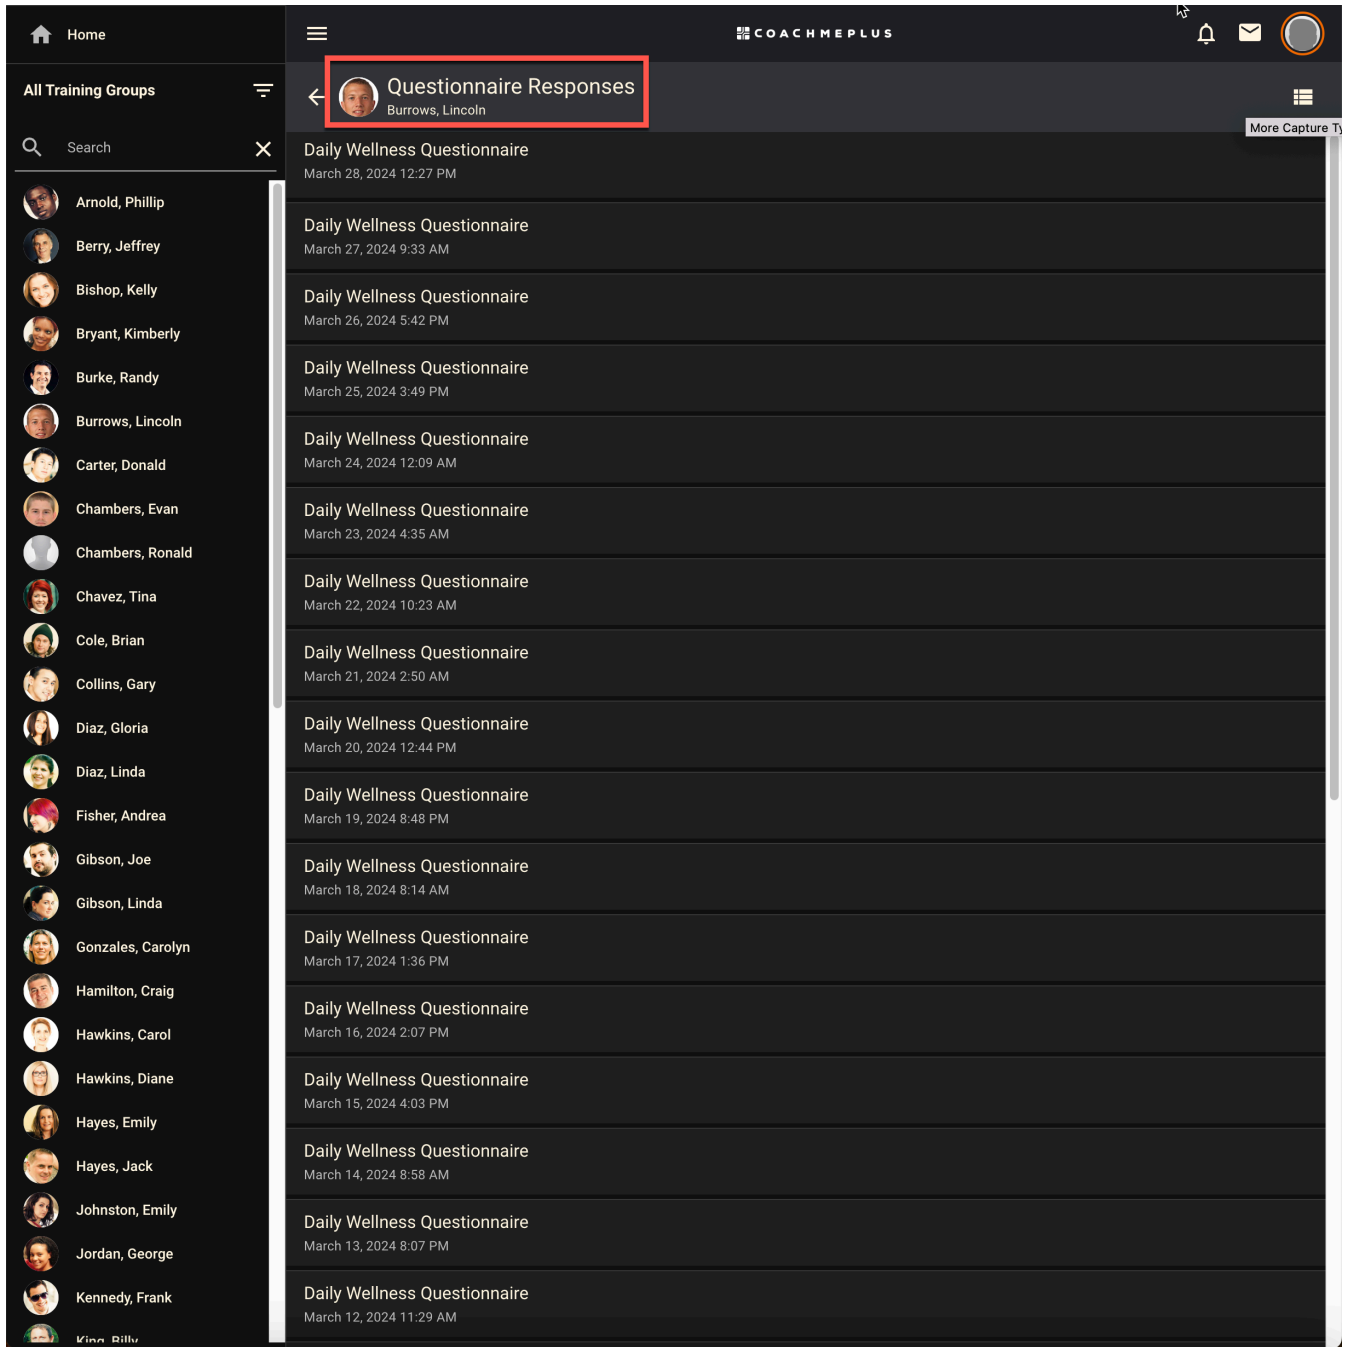 Home
All Training Groups
Search
Arnold, Phillip
Berry, Jeffrey
Bishop, Kelly
Bryant, Kimberly
Burke, Randy
Burrows, Lincoln
Carter, Donald
Chambers, Evan
Chambers, Ronald
Chavez, Tina
Cole, Brian
Collins, Gary
Diaz, Gloria
Diaz, Linda
Fisher, Andrea
Gibson, Joe
Gibson, Linda
Gonzales, Carolyn
Hamilton, Craig
Hawkins, Carol
Hawkins, Diane
Hayes, Emily
Hayes, Jack
Johnston, Emily
Jordan, George
Kennedy, Frank
King, Billy
COACHMEPLUS
Questionnaire Responses
Burrows, Lincoln
More Capture Ty
Daily Wellness Questionnaire
March 28, 2024 12:27 PM
Daily Wellness Questionnaire
March 27, 2024 9:33 AM
Daily Wellness Questionnaire
March 26, 2024 5:42 PM
Daily Wellness Questionnaire
March 25, 2024 3:49 PM
Daily Wellness Questionnaire
March 24, 2024 12:09 AM
Daily Wellness Questionnaire
March 23, 2024 4:35 AM
Daily Wellness Questionnaire
March 22, 2024 10:23 AM
Daily Wellness Questionnaire
March 21, 2024 2:50 AM
Daily Wellness Questionnaire
March 20, 2024 12:44 PM
Daily Wellness Questionnaire
March 19, 2024 8:48 PM
Daily Wellness Questionnaire
March 18, 2024 8:14 AM
Daily Wellness Questionnaire
March 17, 2024 1:36 PM
Daily Wellness Questionnaire
March 16, 2024 2:07 PM
Daily Wellness Questionnaire
March 15, 2024 4:03 PM
Daily Wellness Questionnaire
March 14, 2024 8:58 AM
Daily Wellness Questionnaire
March 13, 2024 8:07 PM
Daily Wellness Questionnaire
March 12, 2024 11:29 AM